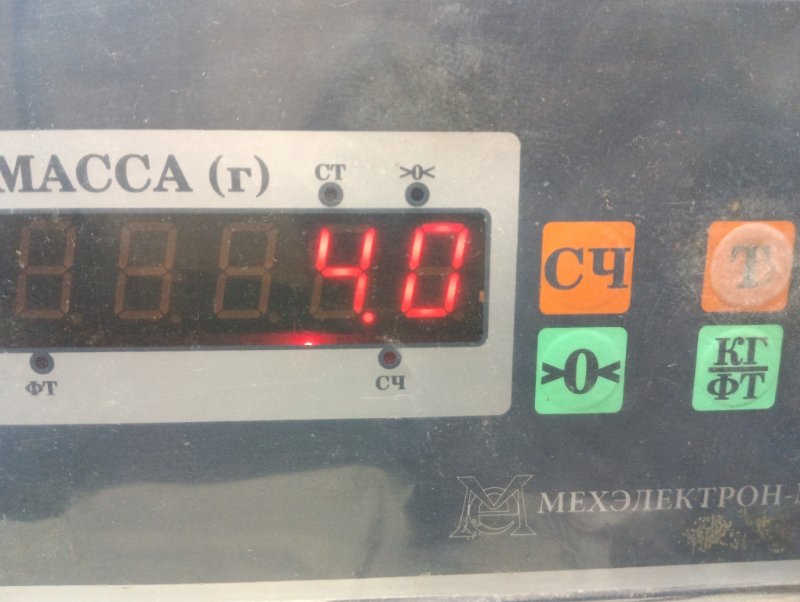 МАССА (г)
СТ
>0<
4.0
ФТ
СЧ
СЧ
Т
>0<
КГ
ФТ
МЕХЭЛЕКТРОН-